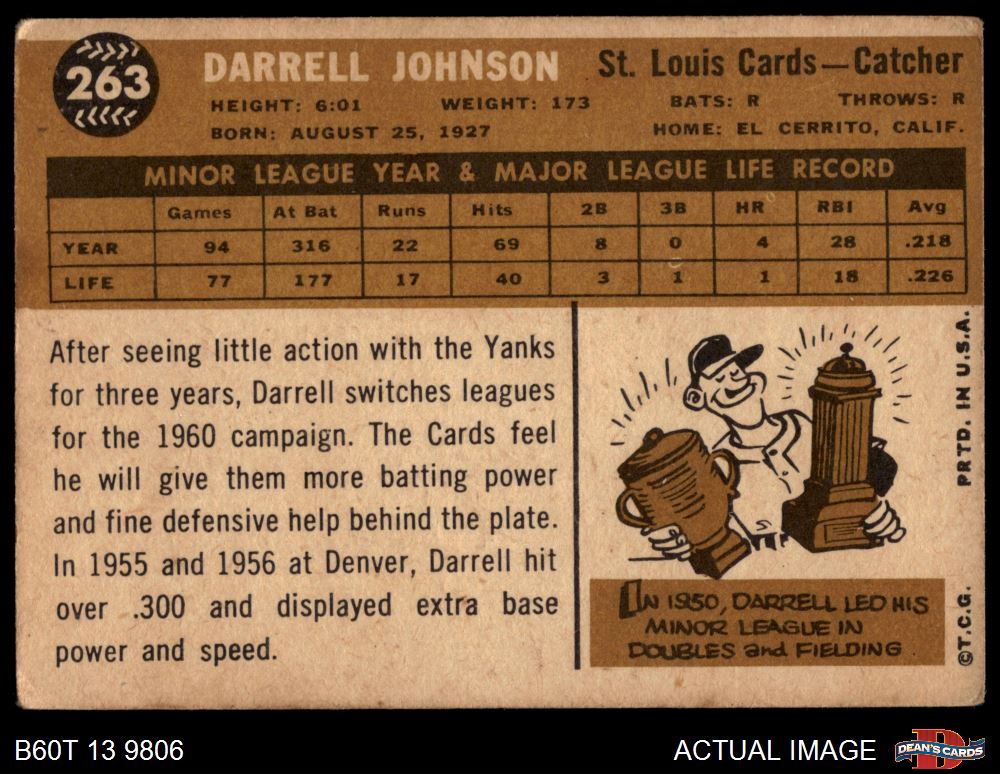 263
DARRELL JOHNSON
St. Louis Cards—Catcher
HEIGHT: 6:01 WEIGHT: 173 BATS: R THROWS: R
BORN: AUGUST 25, 1927 HOME: EL CERRITO, CALIF.
MINOR LEAGUE YEAR & MAJOR LEAGUE LIFE RECORD
Games At Bat Runs Hits 2B 3B HR RBI Avg
YEAR 94 316 22 69 8 0 4 28 .218
LIFE 77 177 17 40 3 1 1 18 .226
After seeing little action with the Yanks
for three years, Darrell switches leagues
for the 1960 campaign. The Cards feel
he will give them more batting power
and fine defensive help behind the plate.
In 1955 and 1956 at Denver, Darrell hit
over .300 and displayed extra base
power and speed.
IN 1950, DARRELL LED HIS
MINOR LEAGUE IN
DOUBLES and FIELDING
©T.C.G. PRTD. IN U.S.A.
B60T 13 9806
ACTUAL IMAGE
DEAN'S CARDS